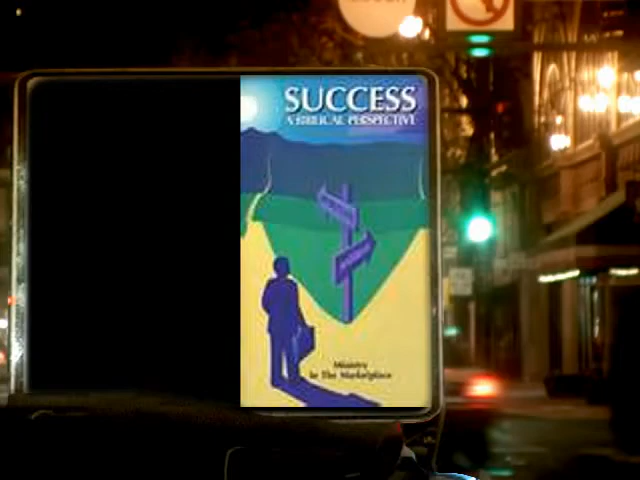 SUCCESS
A BIBLICAL PERSPECTIVE
Ministry
In The Marketplace